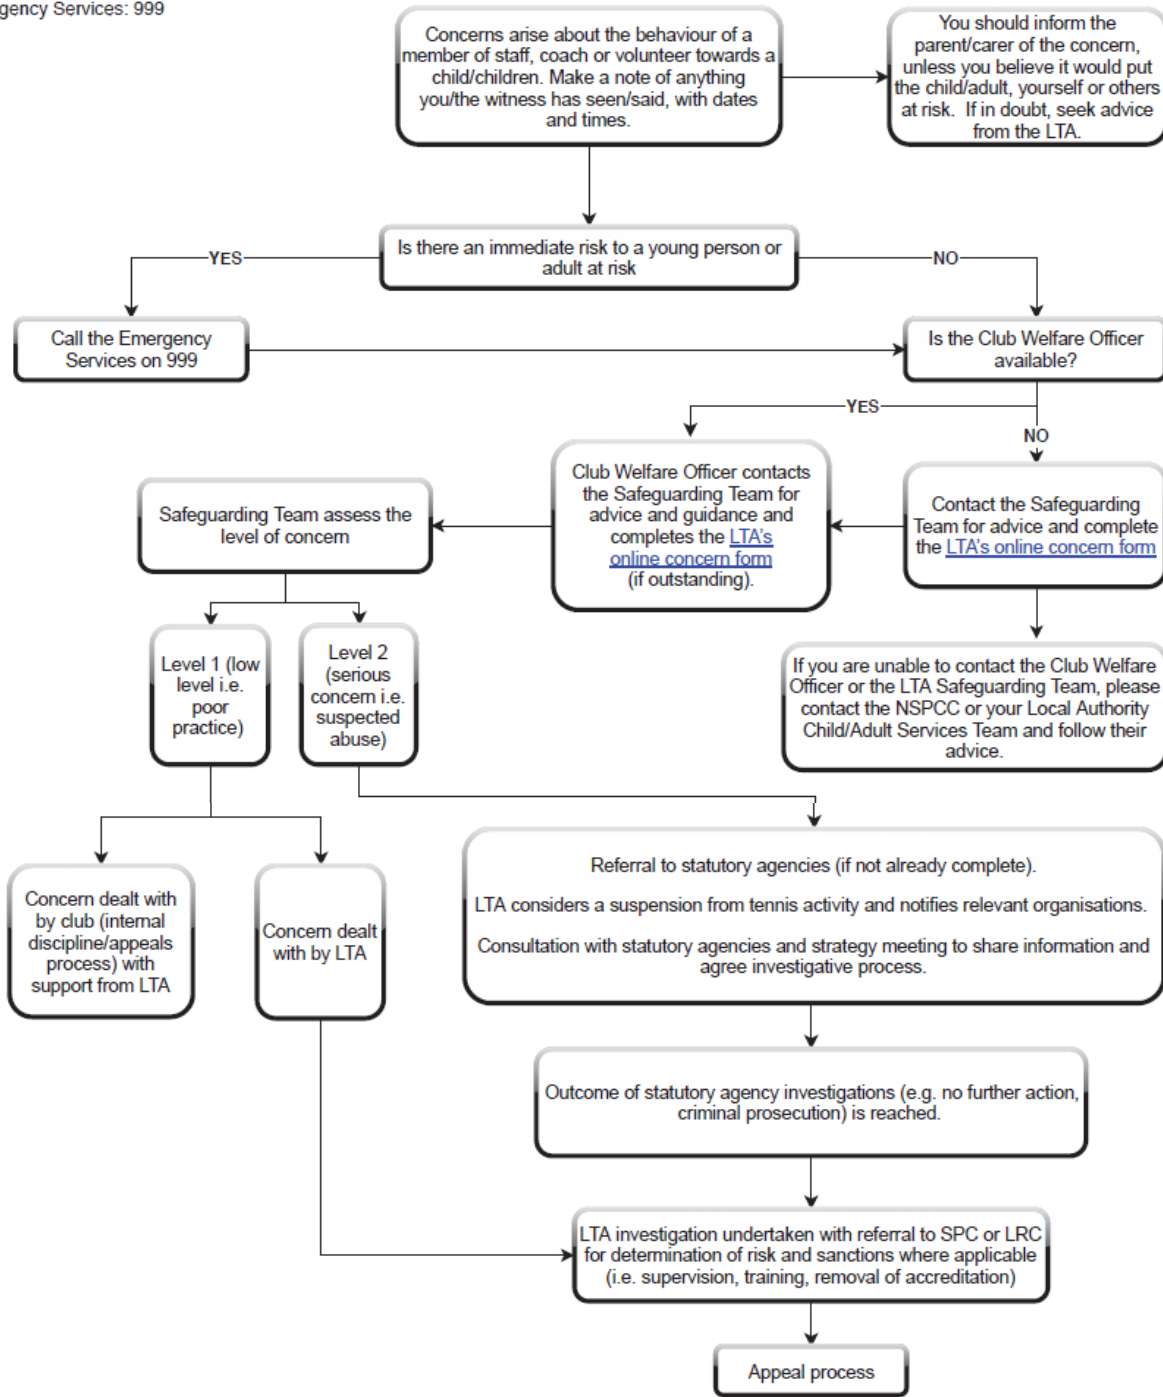 gency Services: 999
Concerns arise about the behaviour of a
member of staff, coach or volunteer towards a
child/children. Make a note of anything
you/the witness has seen/said, with dates
and times.
You should inform the
parent/carer of the concern,
unless you believe it would put
the child/adult, yourself or others
at risk. If in doubt, seek advice
from the LTA.
Is there an immediate risk to a young person or
adult at risk
YES
NO
Call the Emergency
Services on 999
Is the Club Welfare Officer
available?
YES
NO
Safeguarding Team assess the
level of concern
Club Welfare Officer contacts
the Safeguarding Team for
advice and guidance and
completes the LTA's
online concern form
(if outstanding).
Contact the Safeguarding
Team for advice and complete
the LTA's online concern form
Level 1 (low
level i.e.
poor
practice)
Level 2
(serious
concern i.e.
suspected
abuse)
If you are unable to contact the Club Welfare
Officer or the LTA Safeguarding Team, please
contact the NSPCC or your Local Authority
Child/Adult Services Team and follow their
advice.
Concern dealt with
by club (internal
discipline/appeals
process) with
support from LTA
Concern dealt
with by LTA
Referral to statutory agencies (if not already complete).
LTA considers a suspension from tennis activity and notifies relevant organisations.
Consultation with statutory agencies and strategy meeting to share information and
agree investigative process.
Outcome of statutory agency investigations (e.g. no further action,
criminal prosecution) is reached.
LTA investigation undertaken with referral to SPC or LRC
for determination of risk and sanctions where applicable
(i.e. supervision, training, removal of accreditation)
Appeal process